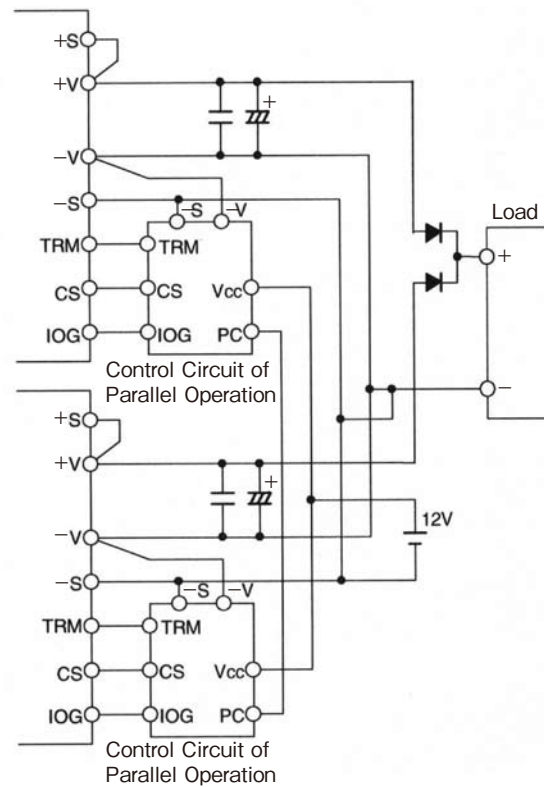 +S
+V
+
−V
−S
−S −V
Load
TRM TRM
+
CS CS Vcc
IOG IOG PC
Control Circuit of
Parallel Operation
−
+S
+V
+
12V
−V
−S
−S −V
TRM TRM
CS CS Vcc
IOG IOG PC
Control Circuit of
Parallel Operation